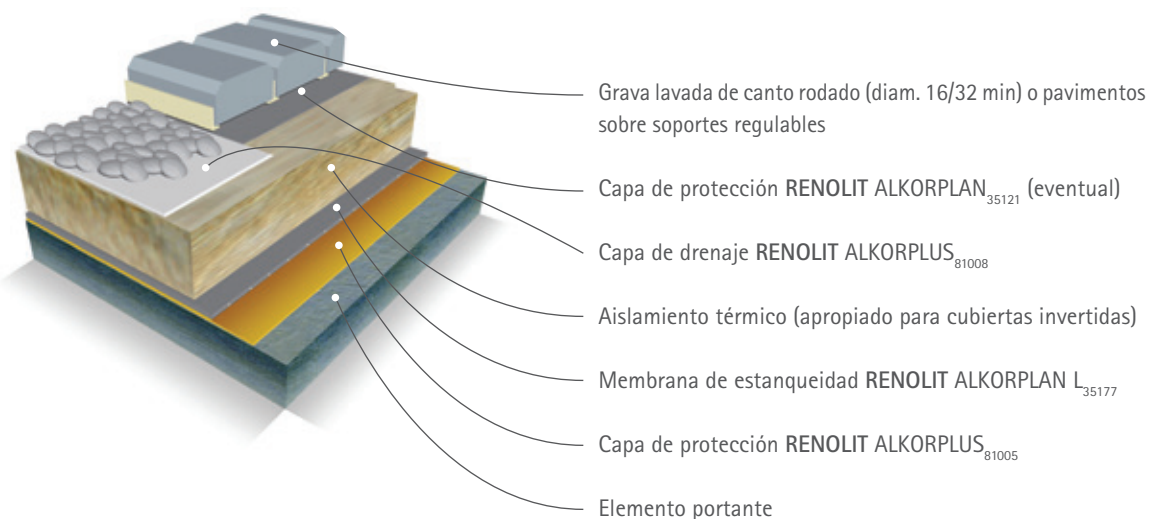 Grava lavada de canto rodado (diam. 16/32 min) o pavimentos
sobre soportes regulables
Capa de protección RENOLIT ALKORPLAN35121 (eventual)
Capa de drenaje RENOLIT ALKORPLUS81008
Aislamiento térmico (apropiado para cubiertas invertidas)
Membrana de estanqueidad RENOLIT ALKORPLAN L35177
Capa de protección RENOLIT ALKORPLUS81005
Elemento portante